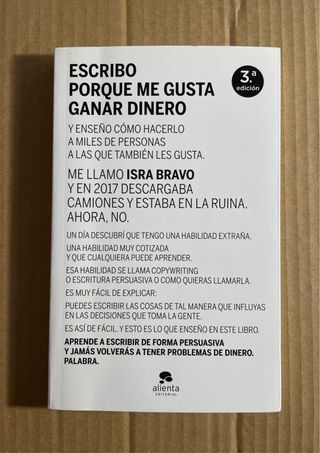 ESCRIBO
PORQUE ME GUSTA
GANAR DINERO
3.ª
edición
Y ENSEÑO CÓMO HACERLO
A MILES DE PERSONAS
A LAS QUE TAMBIÉN LES GUSTA.
ME LLAMO ISRA BRAVO
Y EN 2017 DESCARGABA
CAMIONES Y ESTABA EN LA RUINA.
AHORA, NO.
UN DÍA DESCUBRÍ QUE TENGO UNA HABILIDAD EXTRAÑA.
UNA HABILIDAD MUY COTIZADA
Y QUE CUALQUIERA PUEDE APRENDER.
ESA HABILIDAD SE LLAMA COPYWRITING
O ESCRITURA PERSUASIVA O COMO QUIERAS LLAMARLA.
ES MUY FÁCIL DE EXPLICAR:
PUEDES ESCRIBIR LAS COSAS DE TAL MANERA QUE INFLUYAS
EN LAS DECISIONES QUE TOMA LA GENTE.
ES ASÍ DE FÁCIL. Y ESTO ES LO QUE ENSEÑO EN ESTE LIBRO.
APRENDE A ESCRIBIR DE FORMA PERSUASIVA
Y JAMÁS VOLVERÁS A TENER PROBLEMAS DE DINERO.
PALABRA.
alienta
EDITORIAL